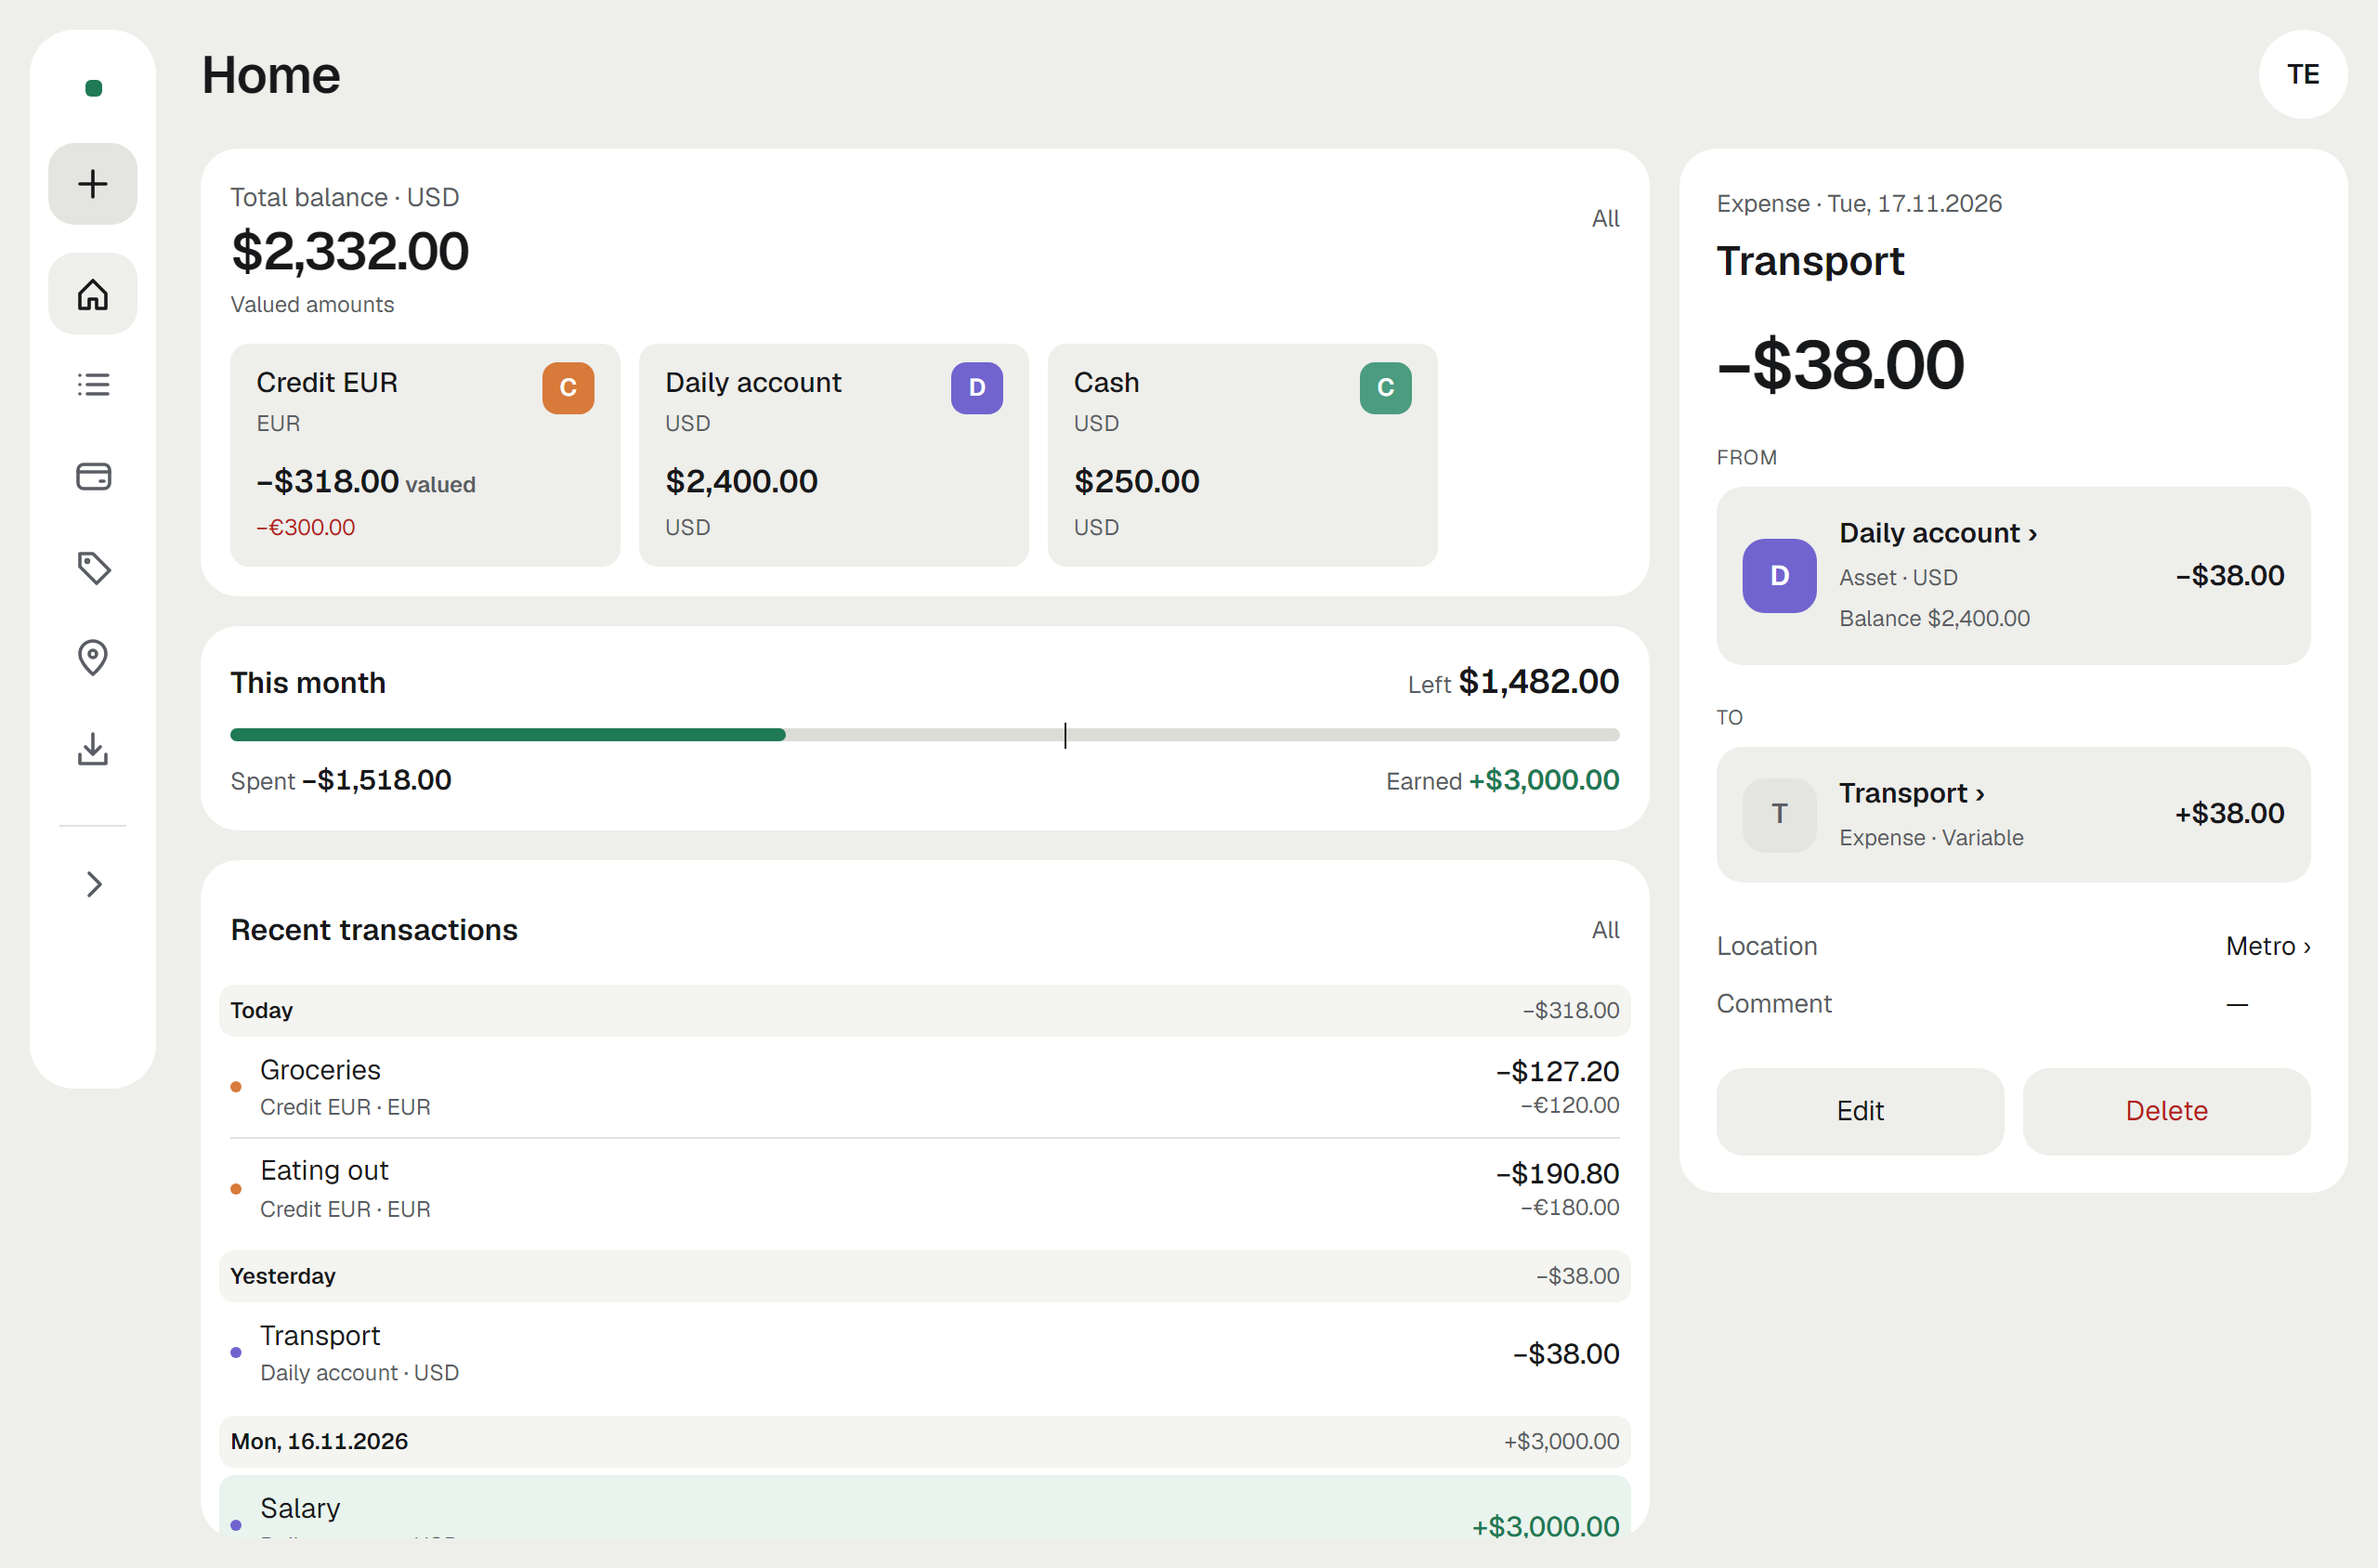 Home
TE
Total balance · USD
$2,332.00
Valued amounts
All
Credit EUR
C
EUR
−$318.00 valued
−€300.00
Daily account
D
USD
$2,400.00
USD
Cash
C
USD
$250.00
USD
This month
Left $1,482.00
Spent −$1,518.00
Earned +$3,000.00
Recent transactions
All
Today
−$318.00
Groceries
−$127.20
Credit EUR · EUR
−€120.00
Eating out
−$190.80
Credit EUR · EUR
−€180.00
Yesterday
−$38.00
Transport
Daily account · USD
−$38.00
Mon, 16.11.2026
+$3,000.00
Salary
+$3,000.00
Expense · Tue, 17.11.2026
Transport
−$38.00
FROM
D
Daily account ›
Asset · USD
Balance $2,400.00
−$38.00
TO
T
Transport ›
Expense · Variable
+$38.00
Location
Metro ›
Comment
—
Edit
Delete